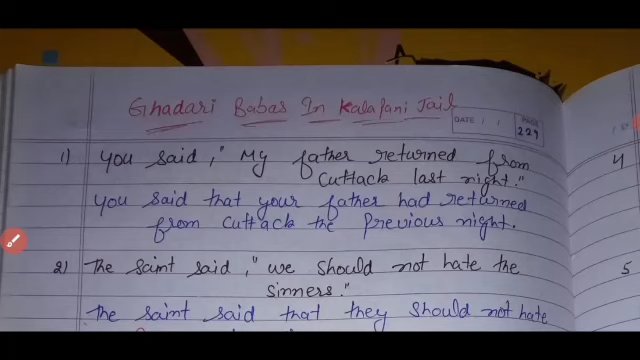 Ghadari Babas In Kalapani Jail
DATE : : PAGE 229
1) You said, "My father returned from
Cuttack last night."
You said that your father had returned
from Cuttack the previous night.
2) The Saint said, "we should not hate the
sinners."
The saint said that they should not hate
4
5